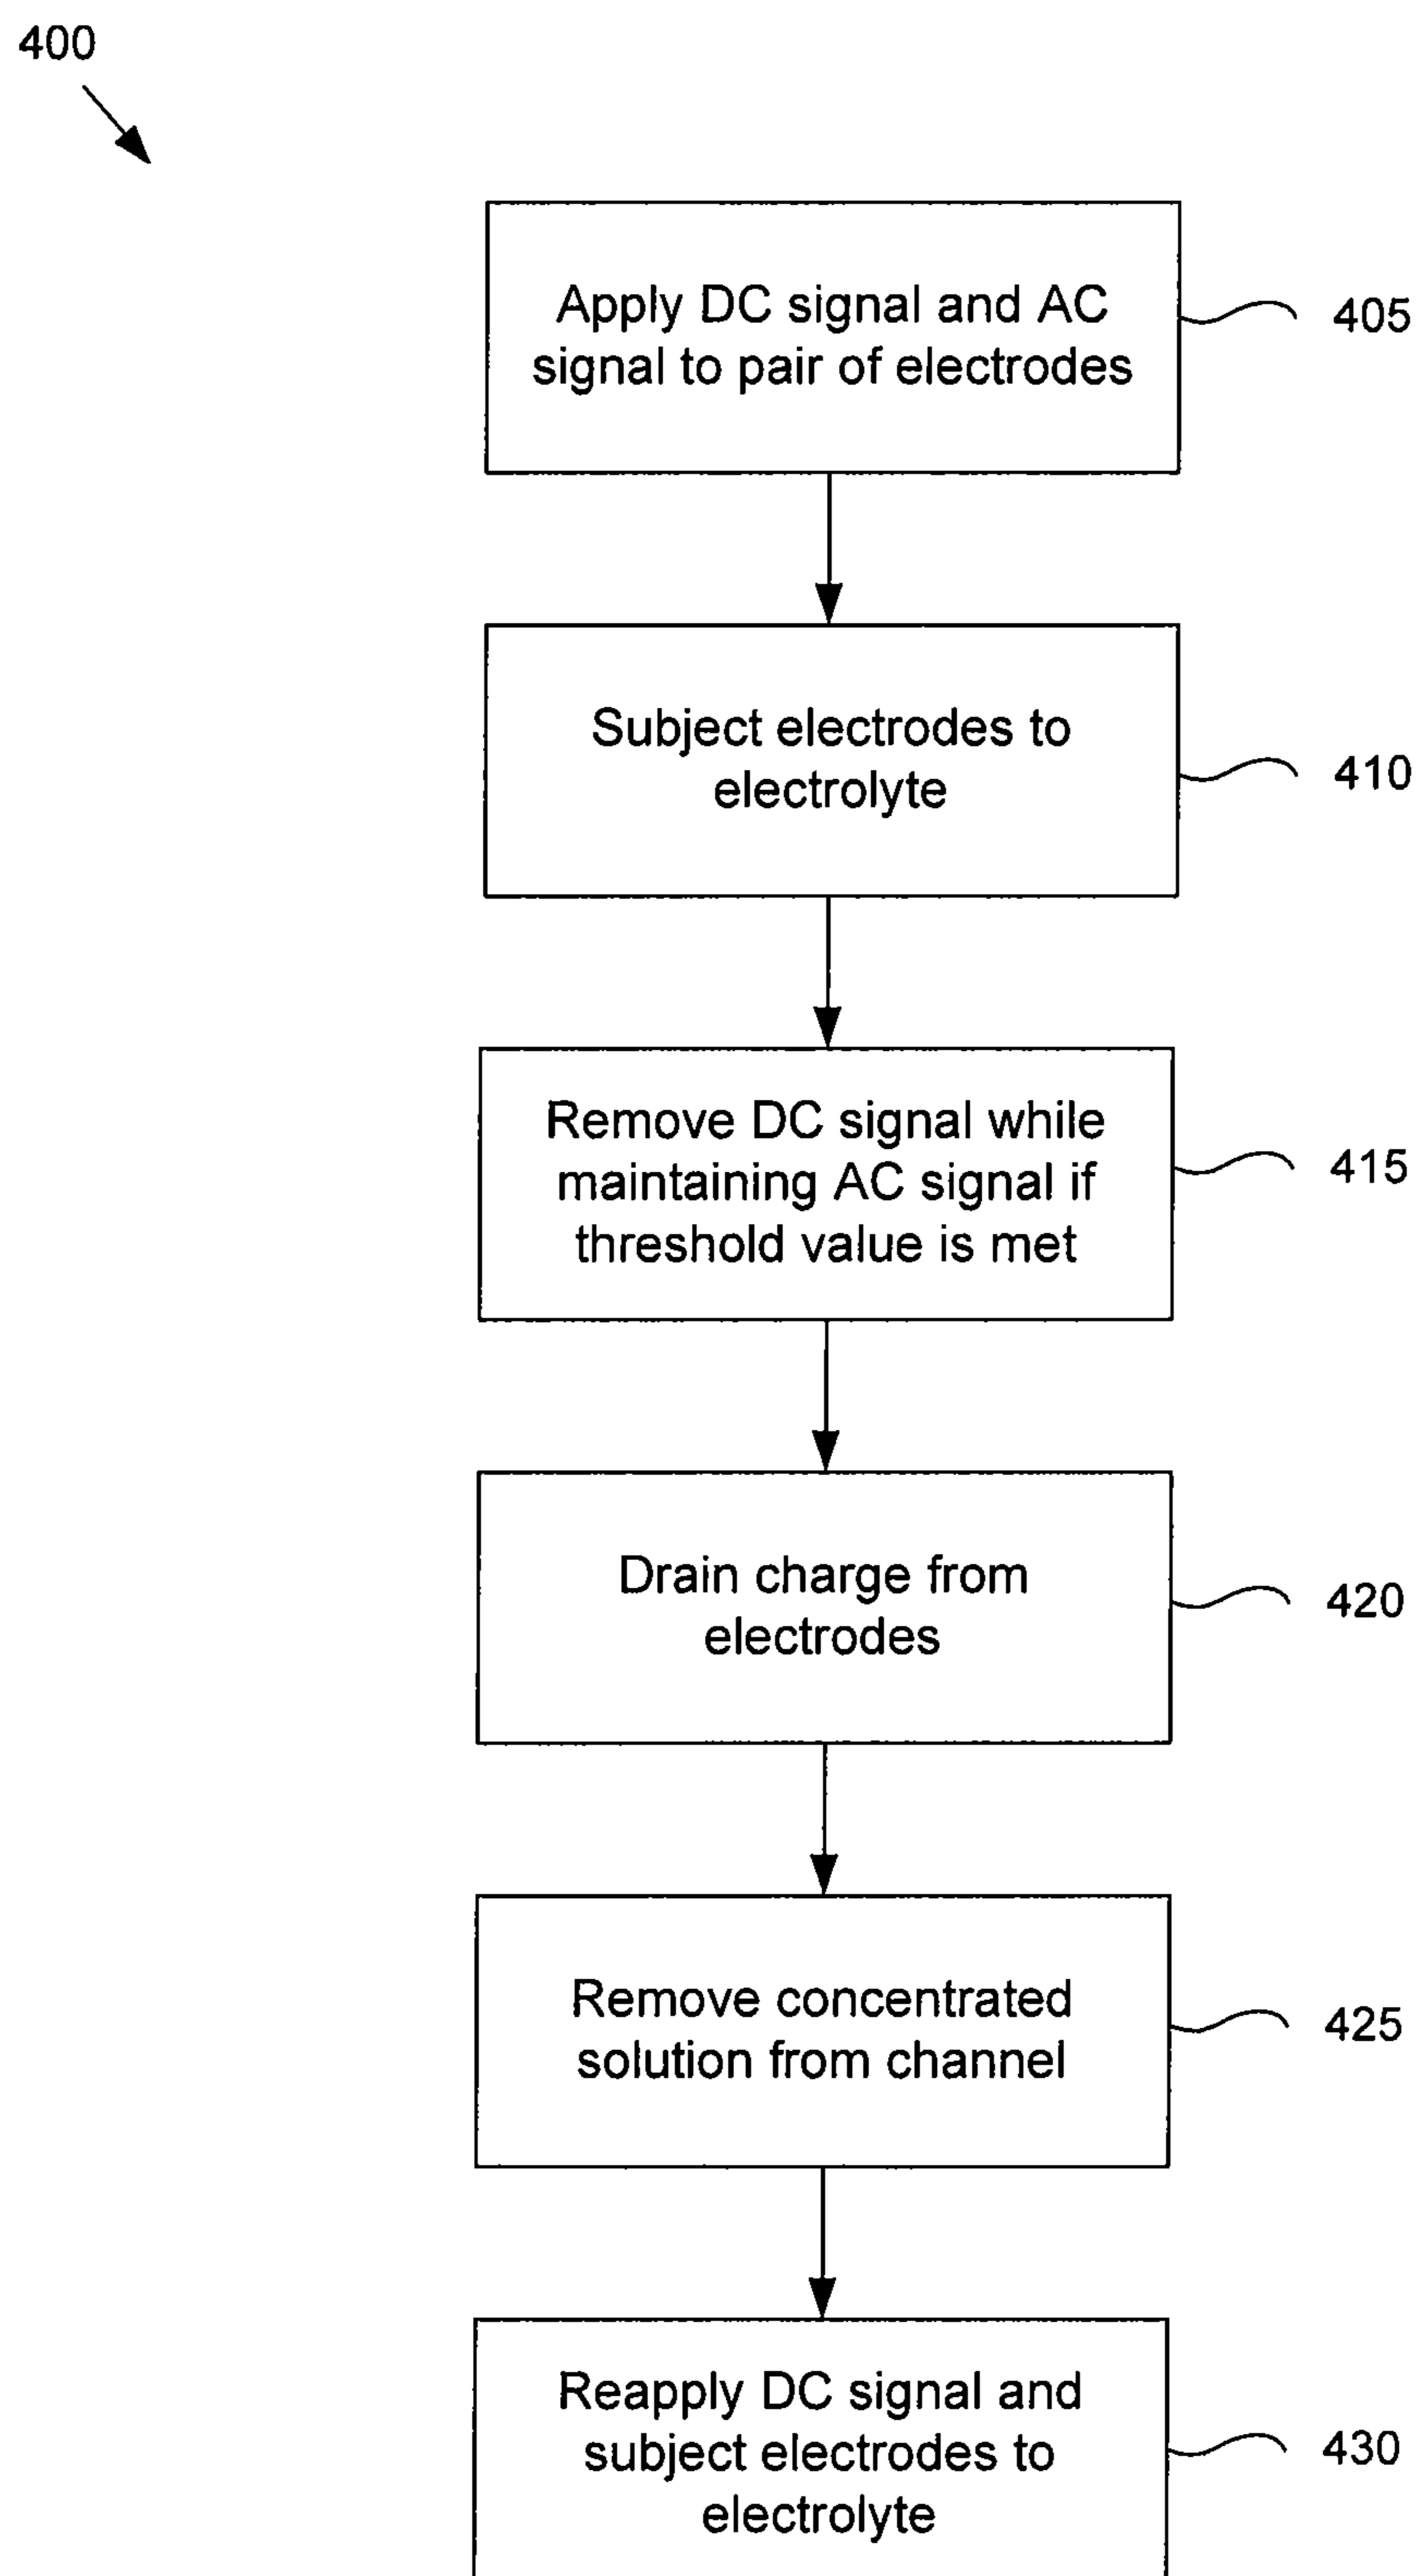 400
Apply DC signal and AC
signal to pair of electrodes
405
Subject electrodes to
electrolyte
410
Remove DC signal while
maintaining AC signal if
threshold value is met
415
Drain charge from
electrodes
420
Remove concentrated
solution from channel
425
Reapply DC signal and
subject electrodes to
electrolyte
430